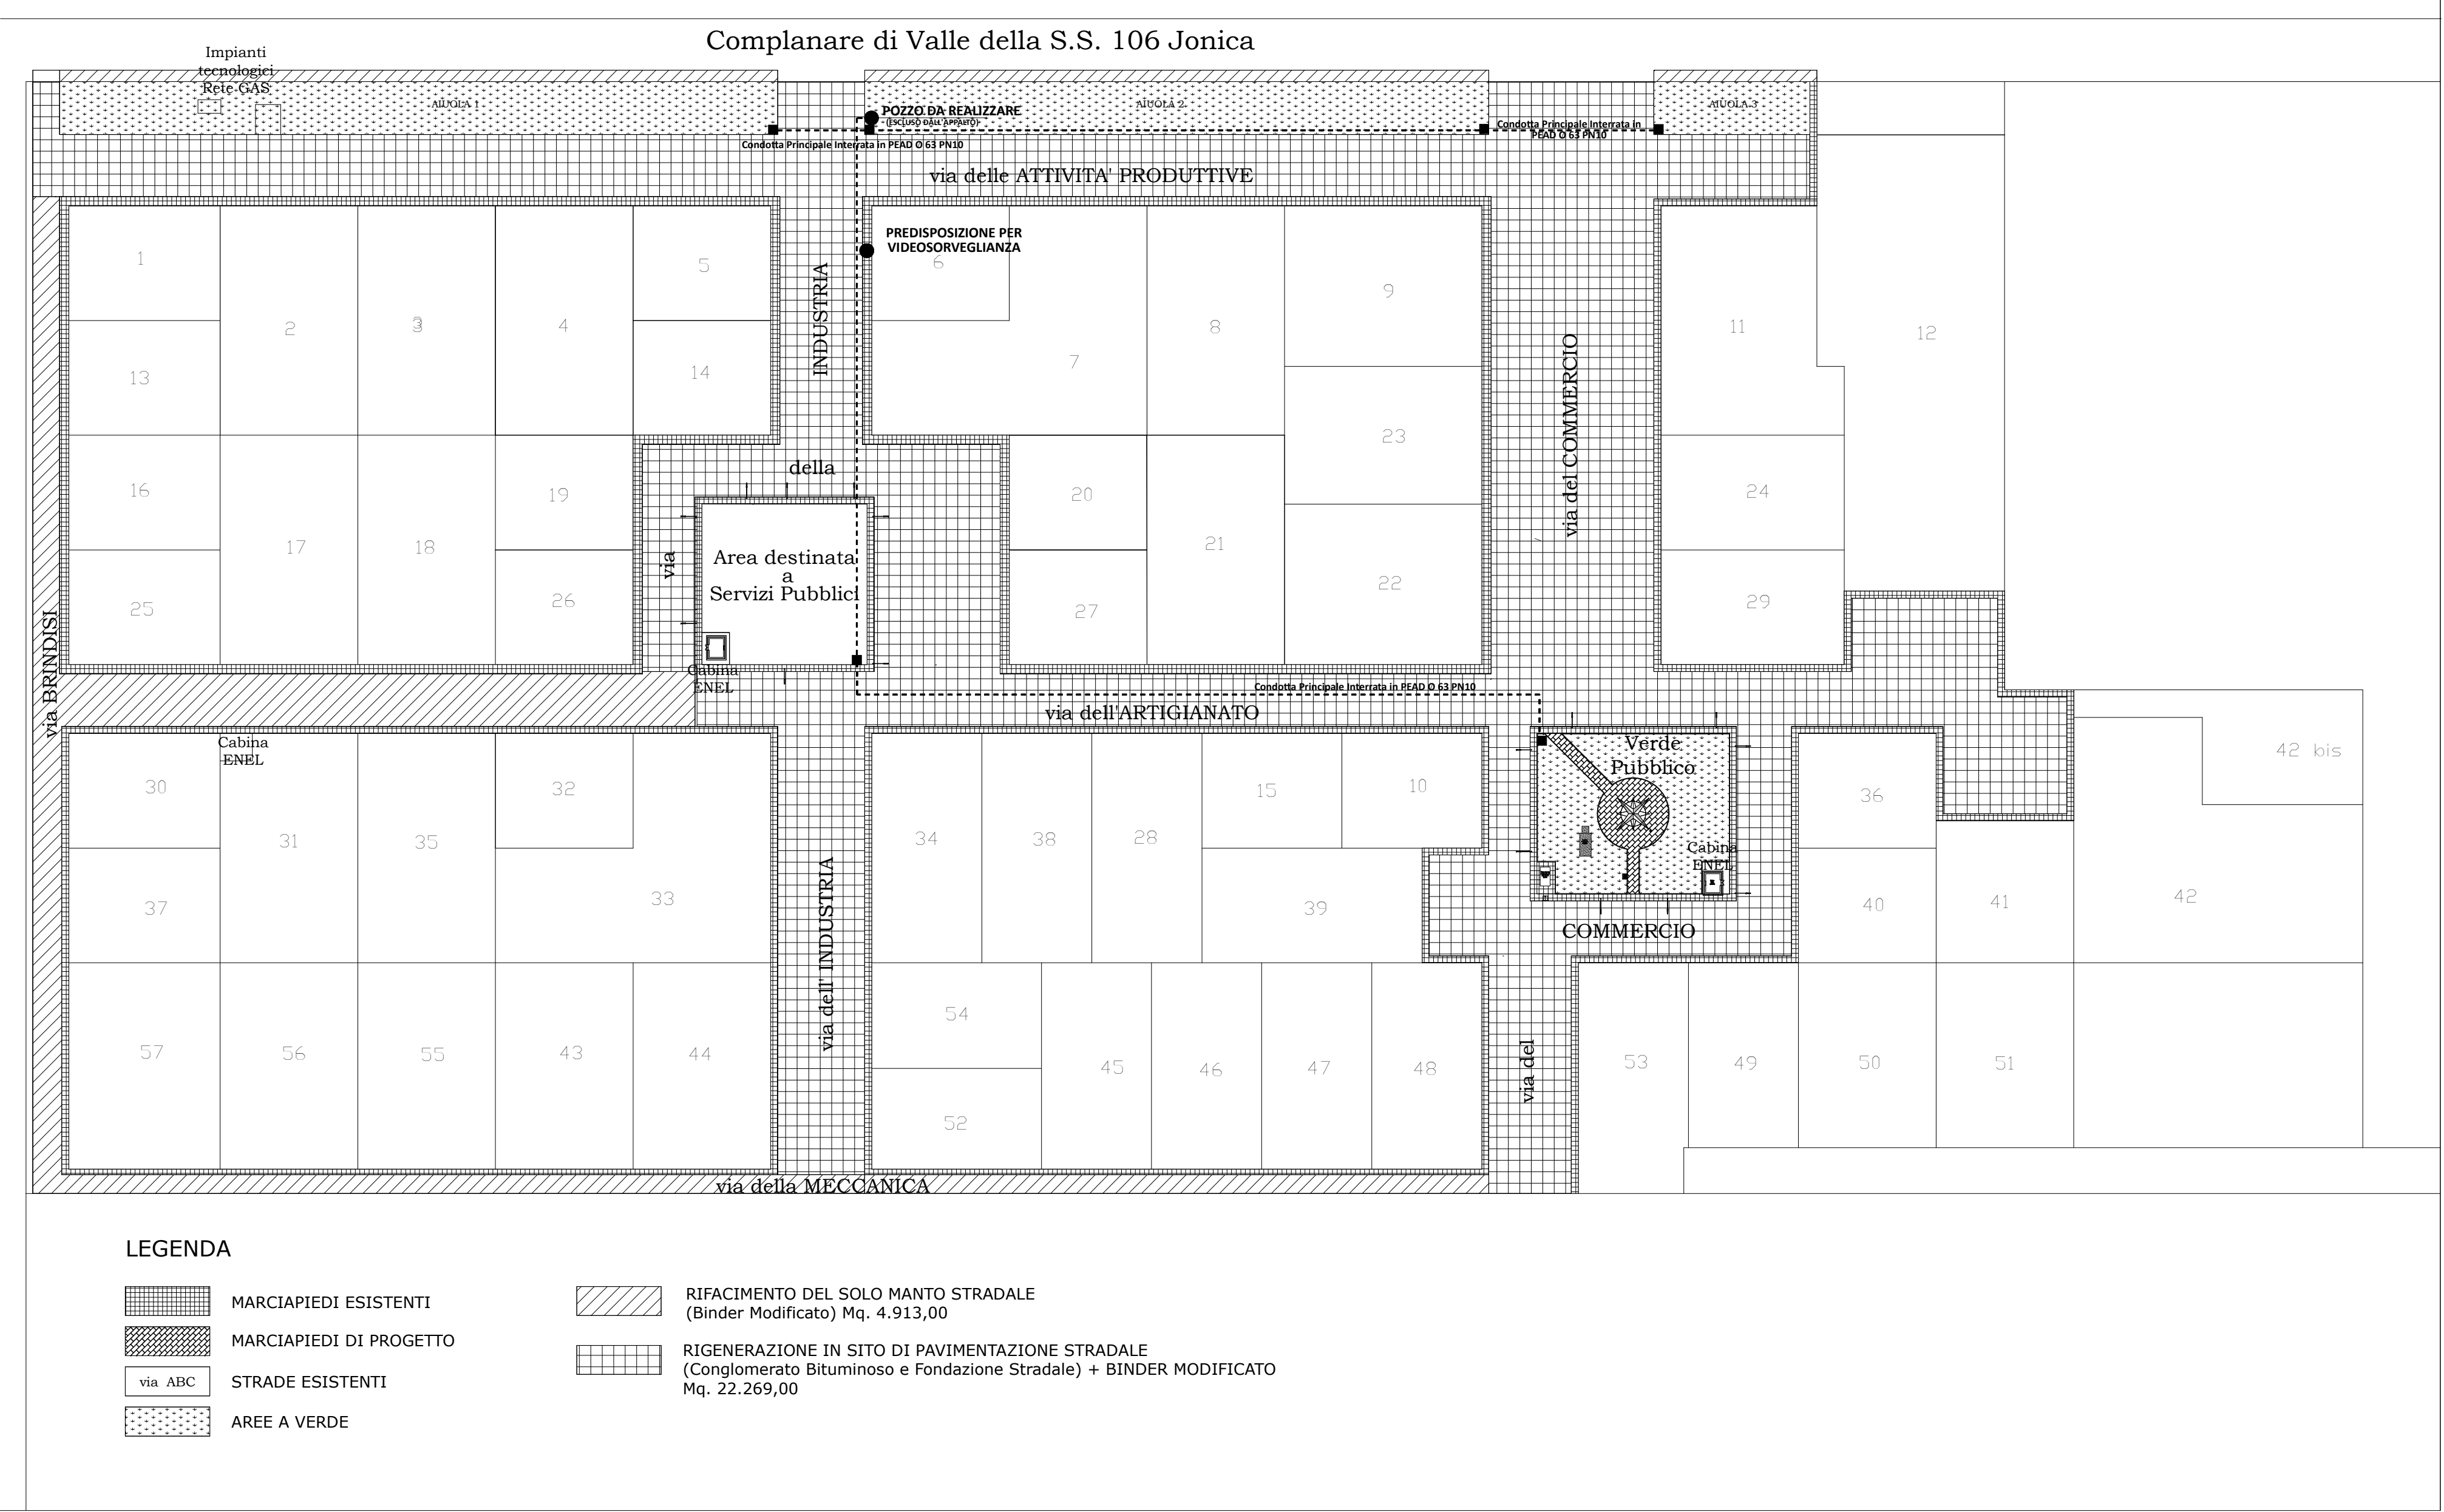 Complanare di Valle della S.S. 106 Jonica
Impianti
tecnologici
Rete GAS
AIUOLA 1
POZZO DA REALIZZARE
(ESCLUSO DALL'APPALTO)
AIUOLA 2
AIUOLA 3
Condotta Principale Interrata in
PEAD O 63 PN10
Condotta Principale Interrata in PEAD O 63 PN10
via delle ATTIVITA' PRODUTTIVE
PREDISPOSIZIONE PER
VIDEOSORVEGLIANZA
1
2
3
4
5
6
7
8
9
11
12
13
14
INDUSTRIA
della
via
via del COMMERCIO
16
17
18
19
20
21
22
23
24
25
26
27
29
Area destinata
a
Servizi Pubblici
Cabina
ENEL
via BRINDISI
Condotta Principale Interrata in PEAD O 63 PN10
via dell'ARTIGIANATO
Cabina
ENEL
30
31
32
33
35
37
34
38
28
15
10
39
Verde
Pubblico
Cabina
ENEL
36
40
41
42
42 bis
COMMERCIO
via dell' INDUSTRIA
via del
57
56
55
43
44
54
52
45
46
47
48
53
49
50
51
via della MECCANICA
LEGENDA
MARCIAPIEDI ESISTENTI
MARCIAPIEDI DI PROGETTO
via ABC
STRADE ESISTENTI
AREE A VERDE
RIFACIMENTO DEL SOLO MANTO STRADALE
(Binder Modificato) Mq. 4.913,00
RIGENERAZIONE IN SITO DI PAVIMENTAZIONE STRADALE
(Conglomerato Bituminoso e Fondazione Stradale) + BINDER MODIFICATO
Mq. 22.269,00